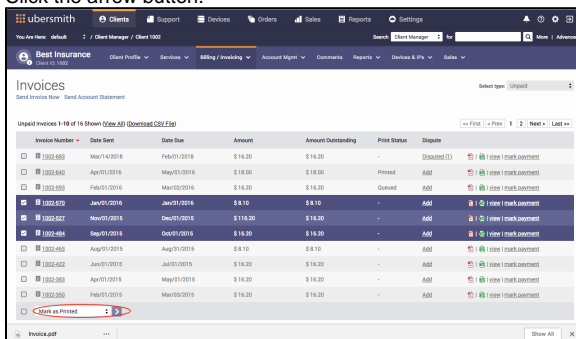 Click the arrow button.
ubersmith Clients Support Devices Orders Sales Reports Settings
You Are Here: default / Client Manager / Client 1002 Search Client Manager for More | Advanced
Best Insurance Client Profile Services Billing / Invoicing Account Mgmt Comments Reports Devices & IPs Sales
Client ID: 1002
Invoices
Select type: Unpaid
Send Invoice Now Send Account Statement
Unpaid invoices 1-10 of 16 Shown (View All) (Download CSV File) «« First « Prev 1 2 Next » Last »»
Invoice Number Date Sent Date Due Amount Amount Outstanding Print Status Dispute
1002-683 Mar/14/2018 Feb/01/2018 $ 16.20 $ 16.20 - Disputed (1) | | view | mark payment
1002-640 Apr/01/2016 May/01/2016 $ 18.00 $ 18.00 Printed Add | | view | mark payment
1002-593 Feb/01/2016 Mar/02/2016 $ 16.20 $ 16.20 Queued Add | | view | mark payment
1002-570 Jan/01/2016 Jan/31/2016 $ 8.10 $ 8.10 - Add | | view | mark payment
1002-527 Nov/01/2015 Dec/01/2015 $ 116.20 $ 16.20 - Add | | view | mark payment
1002-484 Sep/01/2015 Oct/01/2015 $ 16.20 $ 16.20 - Add | | view | mark payment
1002-463 Aug/01/2015 Aug/31/2015 $ 8.10 $ 8.10 - Add | | view | mark payment
1002-422 Jun/01/2015 Jul/01/2015 $ 16.20 $ 16.20 - Add | | view | mark payment
1002-383 Apr/01/2015 May/01/2015 $ 16.20 $ 16.20 - Add | | view | mark payment
1002-350 Feb/01/2015 Mar/03/2015 $ 16.20 $ 16.20 - Add | | view | mark payment
Mark as Printed
Invoice.pdf ... Show All